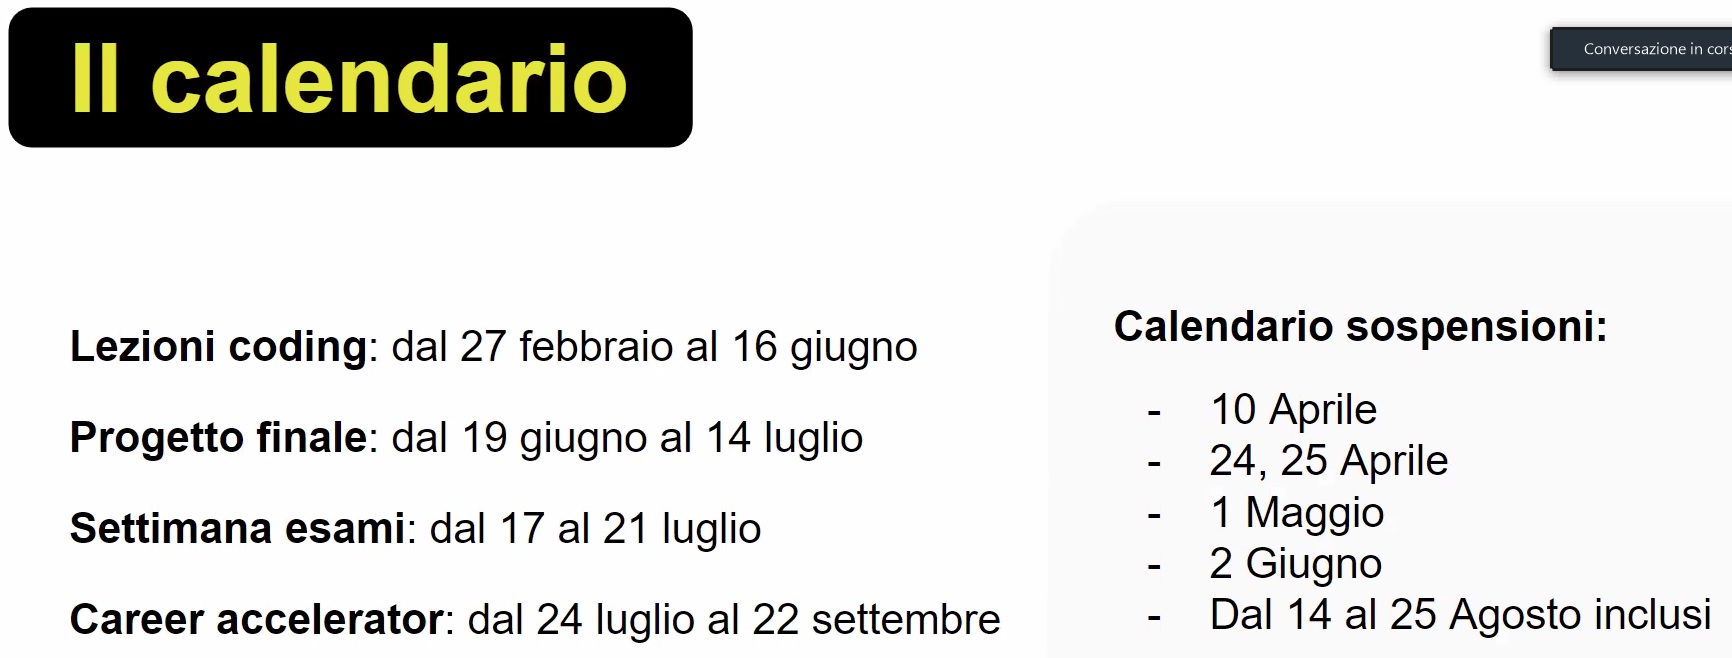 Il calendario
Conversazione in cors
Lezioni coding: dal 27 febbraio al 16 giugno
Progetto finale: dal 19 giugno al 14 luglio
Settimana esami: dal 17 al 21 luglio
Career accelerator: dal 24 luglio al 22 settembre
Calendario sospensioni:
- 10 Aprile
- 24, 25 Aprile
- 1 Maggio
- 2 Giugno
- Dal 14 al 25 Agosto inclusi